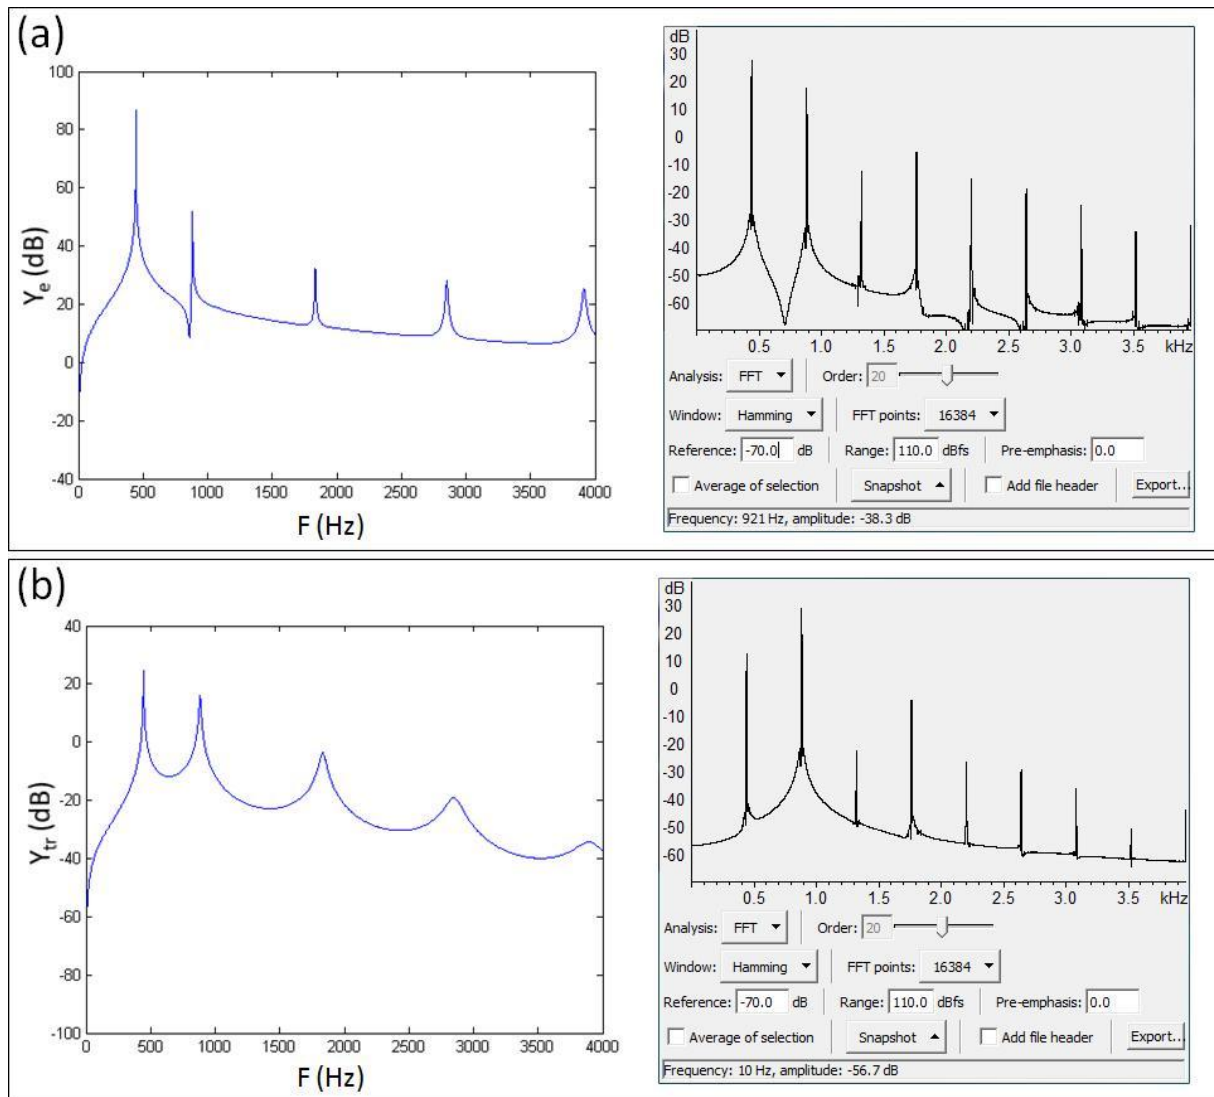 (a)
100
80
60
40
20
0
-20
-40
Y_e (dB)
0 500 1000 1500 2000 2500 3000 3500 4000
F (Hz)
dB
30
20
10
0
-10
-20
-30
-40
-50
-60
0.5 1.0 1.5 2.0 2.5 3.0 3.5 kHz
Analysis: FFT Order: 20
Window: Hamming FFT points: 16384
Reference: -70.0 dB Range: 110.0 dBfs Pre-emphasis: 0.0
Average of selection Snapshot Add file header Export...
Frequency: 921 Hz, amplitude: -38.3 dB
(b)
40
20
0
-20
-40
-60
-80
-100
Y_tr (dB)
0 500 1000 1500 2000 2500 3000 3500 4000
F (Hz)
dB
30
20
10
0
-10
-20
-30
-40
-50
-60
0.5 1.0 1.5 2.0 2.5 3.0 3.5 kHz
Analysis: FFT Order: 20
Window: Hamming FFT points: 16384
Reference: -70.0 dB Range: 110.0 dBfs Pre-emphasis: 0.0
Average of selection Snapshot Add file header Export...
Frequency: 10 Hz, amplitude: -56.7 dB